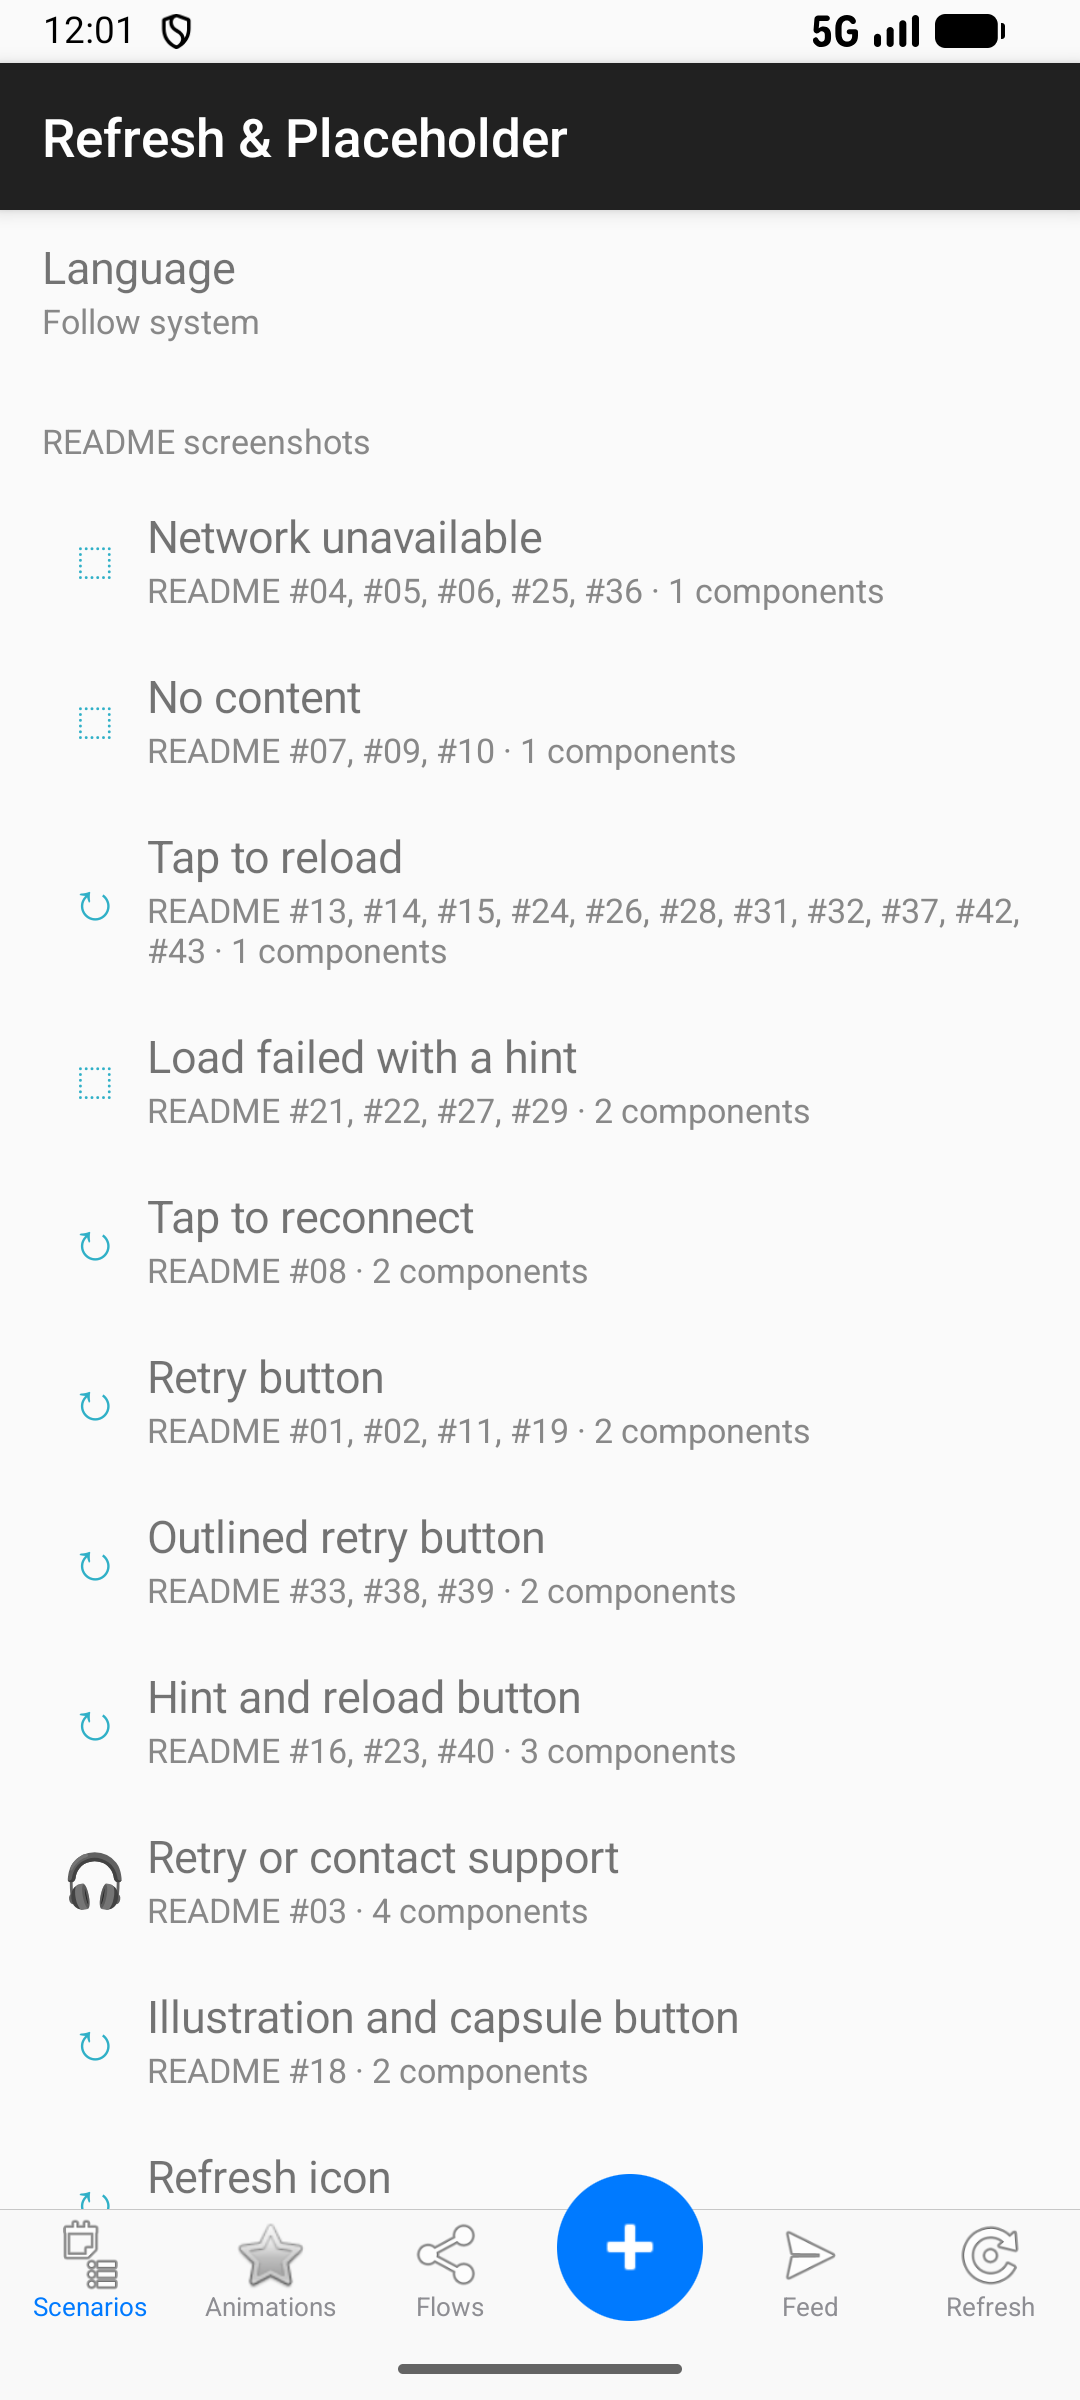 12:01
5G
Refresh & Placeholder
Language
Follow system
README screenshots
Network unavailable
README #04, #05, #06, #25, #36 · 1 components
No content
README #07, #09, #10 · 1 components
Tap to reload
README #13, #14, #15, #24, #26, #28, #31, #32, #37, #42,
#43 · 1 components
Load failed with a hint
README #21, #22, #27, #29 · 2 components
Tap to reconnect
README #08 · 2 components
Retry button
README #01, #02, #11, #19 · 2 components
Outlined retry button
README #33, #38, #39 · 2 components
Hint and reload button
README #16, #23, #40 · 3 components
Retry or contact support
README #03 · 4 components
Illustration and capsule button
README #18 · 2 components
Refresh icon
Scenarios
Animations
Flows
Feed
Refresh